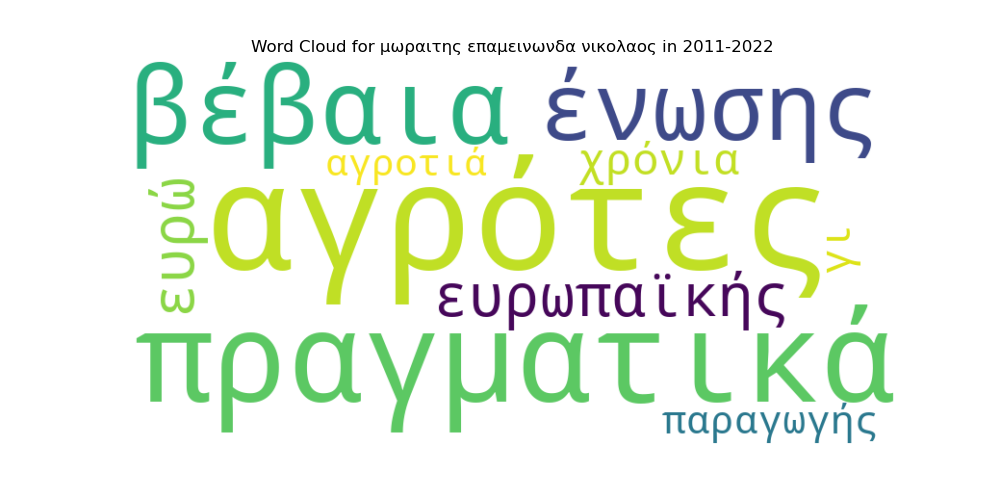 Word Cloud for μωραιτης επαμεινωνδα νικολαος in 2011-2022
βέβαια
ένωσης
αγροτιά
χρόνια
ευρώ
αγρότες
γι
ευρωπαϊκής
πραγματικά
παραγωγής